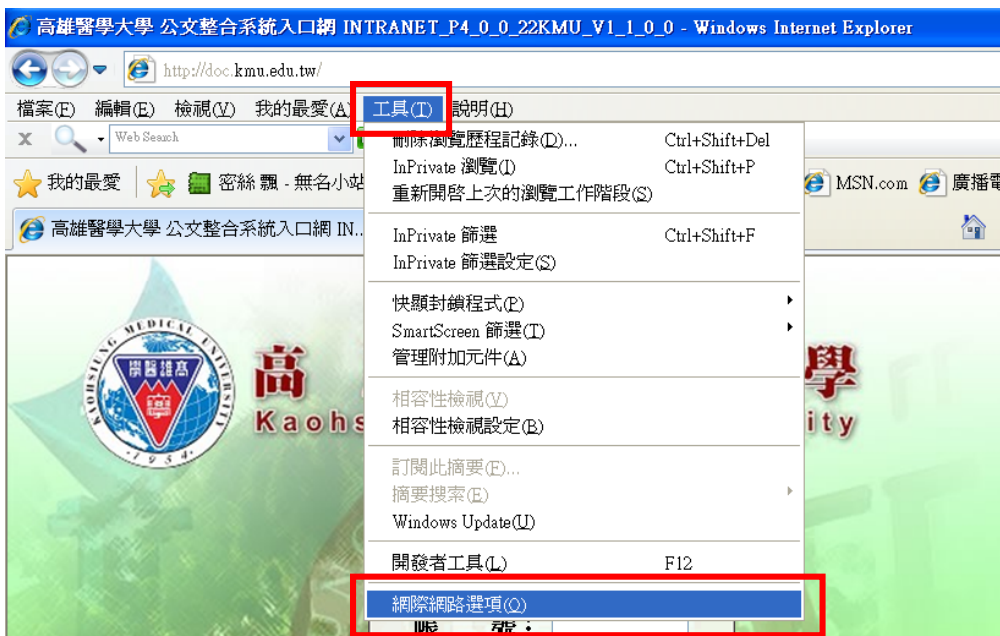 高雄醫學大學 公文整合系統入口網 INTRANET_P4_0_0_22KMU_V1_1_0_0 - Windows Internet Explorer
http://doc.kmu.edu.tw/
檔案(F) 編輯(E) 檢視(V) 我的最愛(A) 工具(T) 說明(H)
X Web Search
刪除瀏覽歷程記錄(D)... Ctrl+Shift+Del
InPrivate 瀏覽(I) Ctrl+Shift+P
我的最愛 密絲 飄 - 無名小站 MSN.com 廣播電
重新開啓上次的瀏覽工作階段(S)
高雄醫學大學 公文整合系統入口網 IN...
InPrivate 篩選 Ctrl+Shift+F
InPrivate 篩選設定(S)
快顯封鎖程式(P)
SmartScreen 篩選(T)
管理附加元件(A)
相容性檢視(V)
相容性檢視設定(B)
訂閱此摘要(F)...
摘要搜索(E)
Windows Update(U)
開發者工具(L) F12
網際網路選項(O)
KAOHSIUNG MEDICAL UNIVERSITY
學醫雄高
1954
高 學
Kaohs ity
帳 號：